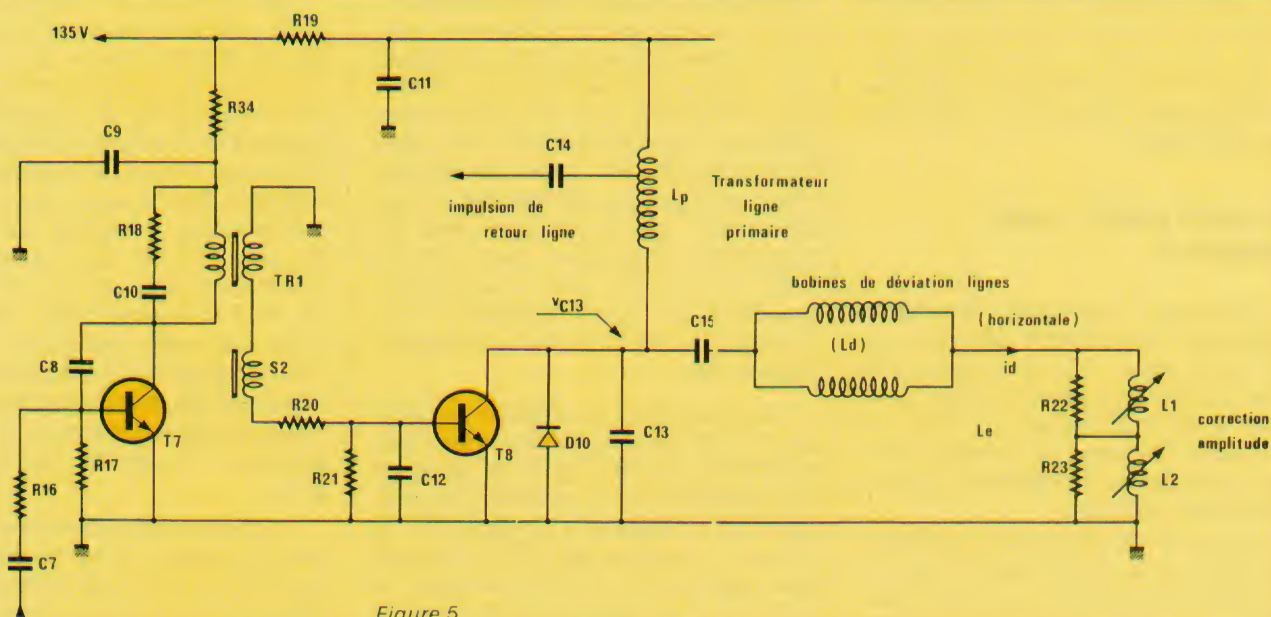 R19
135 V
C11
R34
C9
C14
Lp
Transformateur
ligne
primaire
impulsion de
retour ligne
R18
TR1
C10
bobines de déviation lignes
vC13
(horizontale)
C15
(Ld)
id
C8
S2
R22
L1
R20
T7
Le
correction
amplitude
R17
T8
D10
C13
R21
C12
R23
L2
R16
C7
Figure 5